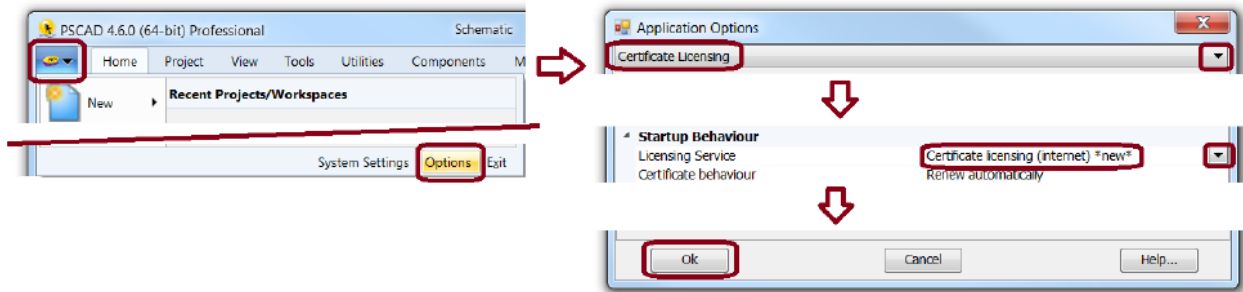 PSCAD 4.6.0 (64-bit) Professional Schematic
Home Project View Tools Utilities Components M
New Recent Projects/Workspaces
System Settings Options Exit
Application Options
Certificate Licensing
Startup Behaviour
Licensing Service Certificate licensing (internet) *new*
Certificate behaviour Renew automatically
Ok Cancel Help...